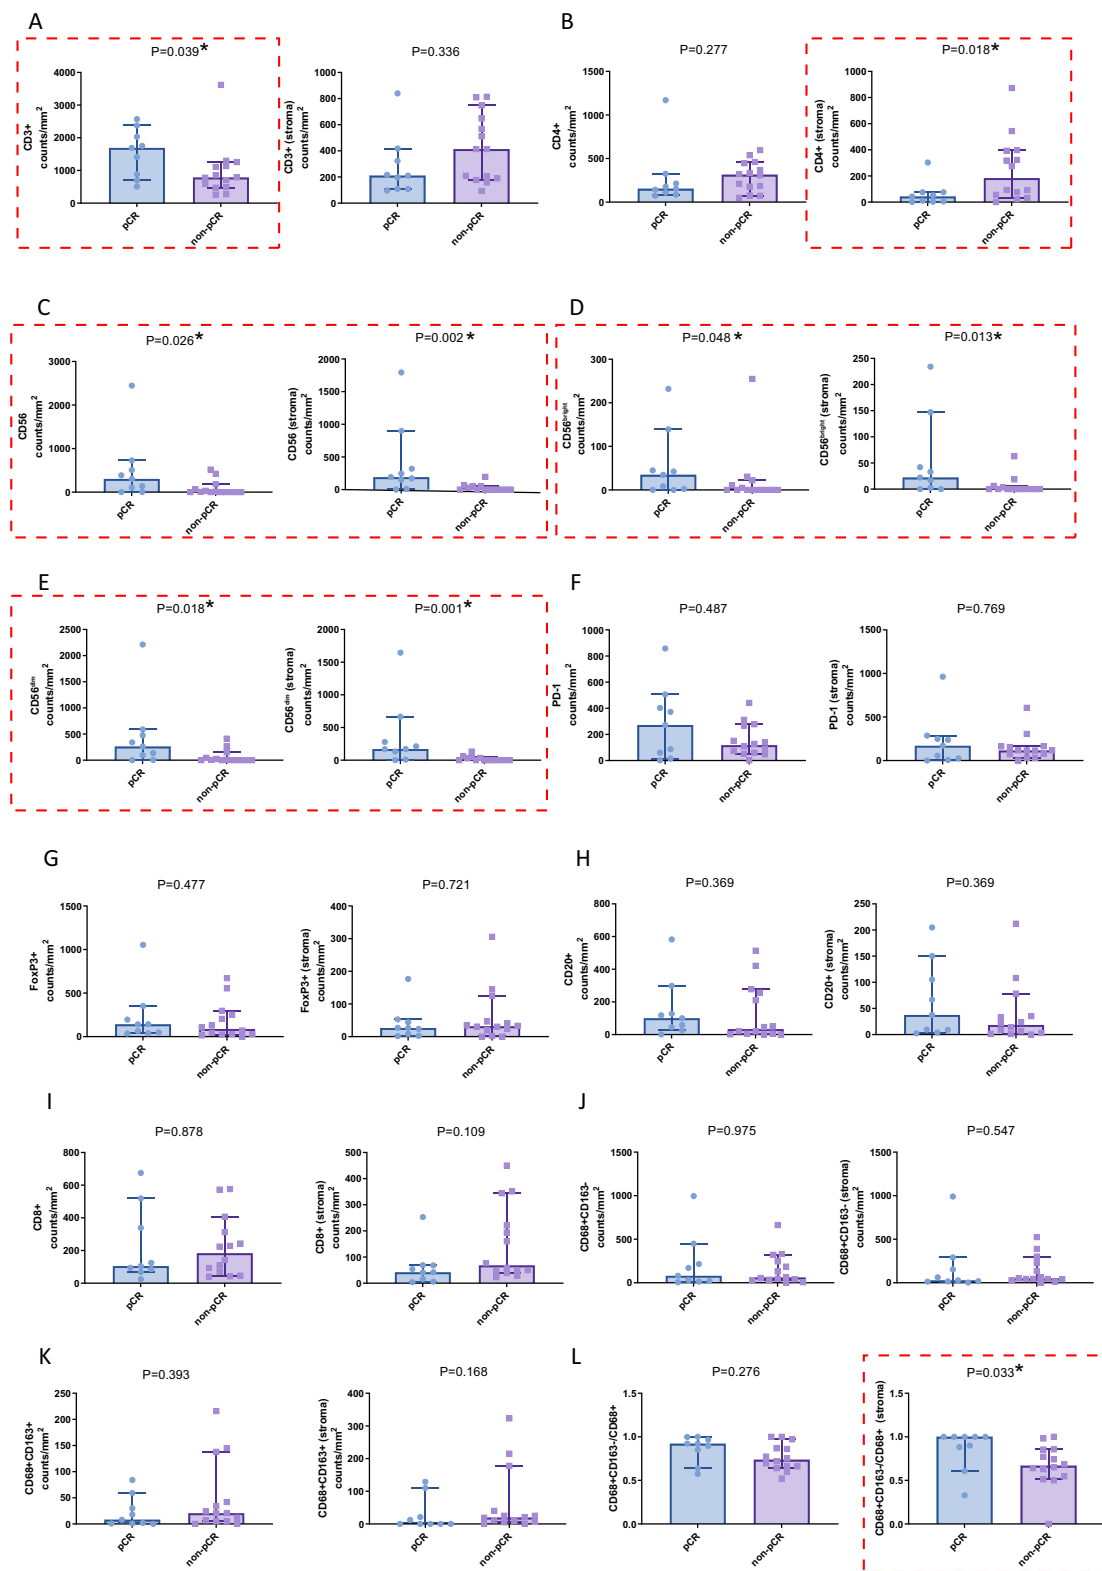 A
P=0.039*
CD3+
counts/mm²
4000
3000
2000
1000
0
pCR
non-pCR
P=0.336
CD3+ (stroma)
counts/mm²
1000
800
600
400
200
0
pCR
non-pCR
B
P=0.277
CD4+
counts/mm²
1500
1000
500
0
pCR
non-pCR
P=0.018*
CD4+ (stroma)
counts/mm²
1000
800
600
400
200
0
pCR
non-pCR
C
P=0.026*
CD56
counts/mm²
3000
2000
1000
0
pCR
non-pCR
P=0.002*
CD56 (stroma)
counts/mm²
2000
1500
1000
500
0
pCR
non-pCR
D
P=0.048*
CD56bright
counts/mm²
300
200
100
0
pCR
non-pCR
P=0.013*
CD56bright (stroma)
counts/mm²
250
200
150
100
50
0
pCR
non-pCR
E
P=0.018*
CD56dim
counts/mm²
2500
2000
1500
1000
500
0
pCR
non-pCR
P=0.001*
CD56dim (stroma)
counts/mm²
2000
1500
1000
500
0
pCR
non-pCR
F
P=0.487
PD-1
counts/mm²
1000
800
600
400
200
0
pCR
non-pCR
P=0.769
PD-1 (stroma)
counts/mm²
1500
1000
500
0
pCR
non-pCR
G
P=0.477
FoxP3+
counts/mm²
1500
1000
500
0
pCR
non-pCR
P=0.721
FoxP3+ (stroma)
counts/mm²
400
300
200
100
0
pCR
non-pCR
H
P=0.369
CD20+
counts/mm²
800
600
400
200
0
pCR
non-pCR
P=0.369
CD20+ (stroma)
counts/mm²
250
200
150
100
50
0
pCR
non-pCR
I
P=0.878
CD8+
counts/mm²
800
600
400
200
0
pCR
non-pCR
P=0.109
CD8+ (stroma)
counts/mm²
500
400
300
200
100
0
pCR
non-pCR
J
P=0.975
CD68+CD163-
counts/mm²
1500
1000
500
0
pCR
non-pCR
P=0.547
CD68+CD163- (stroma)
counts/mm²
1500
1000
500
0
pCR
non-pCR
K
P=0.393
CD68+CD163+
counts/mm²
250
200
150
100
50
0
pCR
non-pCR
P=0.168
CD68+CD163+ (stroma)
counts/mm²
400
300
200
100
0
pCR
non-pCR
L
P=0.276
CD68+CD163-/CD68+
1.5
1.0
0.5
0.0
pCR
non-pCR
P=0.033*
CD68+CD163-/CD68+ (stroma)
1.5
1.0
0.5
0.0
pCR
non-pCR